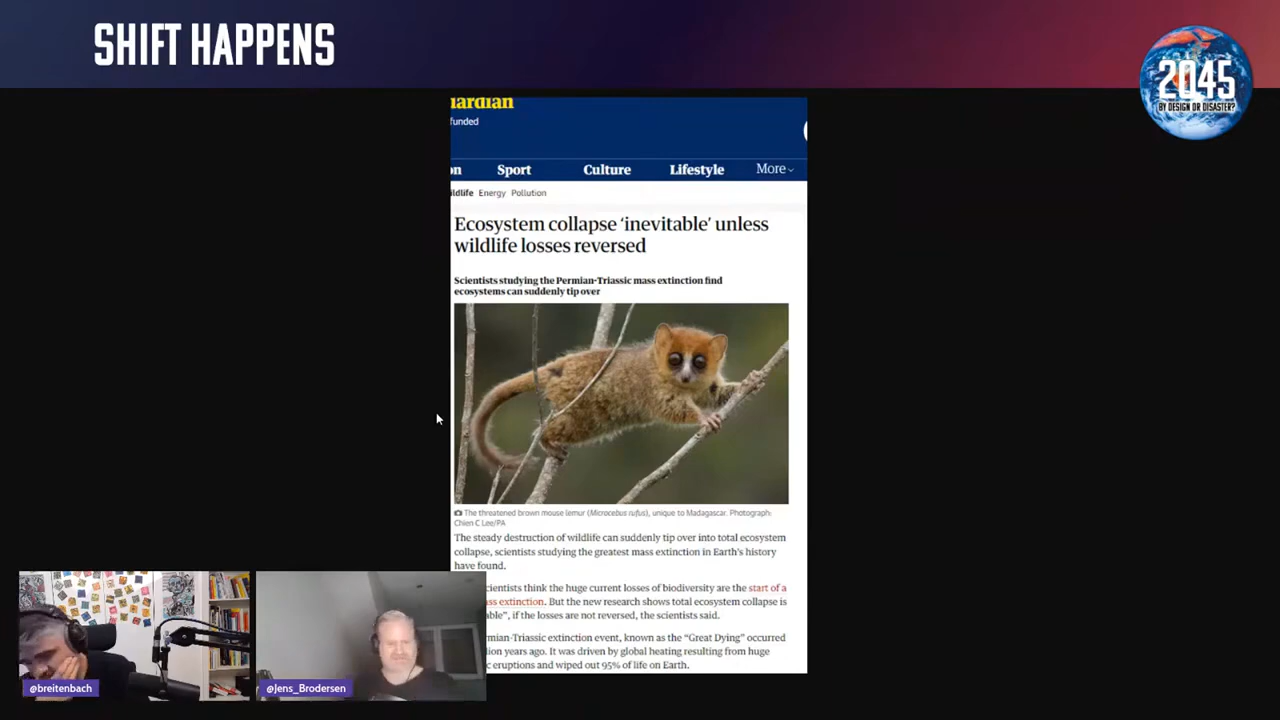 SHIFT HAPPENS
2045
BY DESIGN OR DISASTER?
iardian
funded
on Sport Culture Lifestyle More
ildlife Energy Pollution
Ecosystem collapse ‘inevitable’ unless
wildlife losses reversed
Scientists studying the Permian-Triassic mass extinction find
ecosystems can suddenly tip over
The threatened brown mouse lemur (Microcebus rufus), unique to Madagascar. Photograph:
Chien C Lee/PA
The steady destruction of wildlife can suddenly tip over into total ecosystem
collapse, scientists studying the greatest mass extinction in Earth’s history
have found.
cientists think the huge current losses of biodiversity are the start of a
ass extinction. But the new research shows total ecosystem collapse is
able”, if the losses are not reversed, the scientists said.
rmian-Triassic extinction event, known as the “Great Dying” occurred
lion years ago. It was driven by global heating resulting from huge
c eruptions and wiped out 95% of life on Earth.
@breitenbach
@Jens_Brodersen